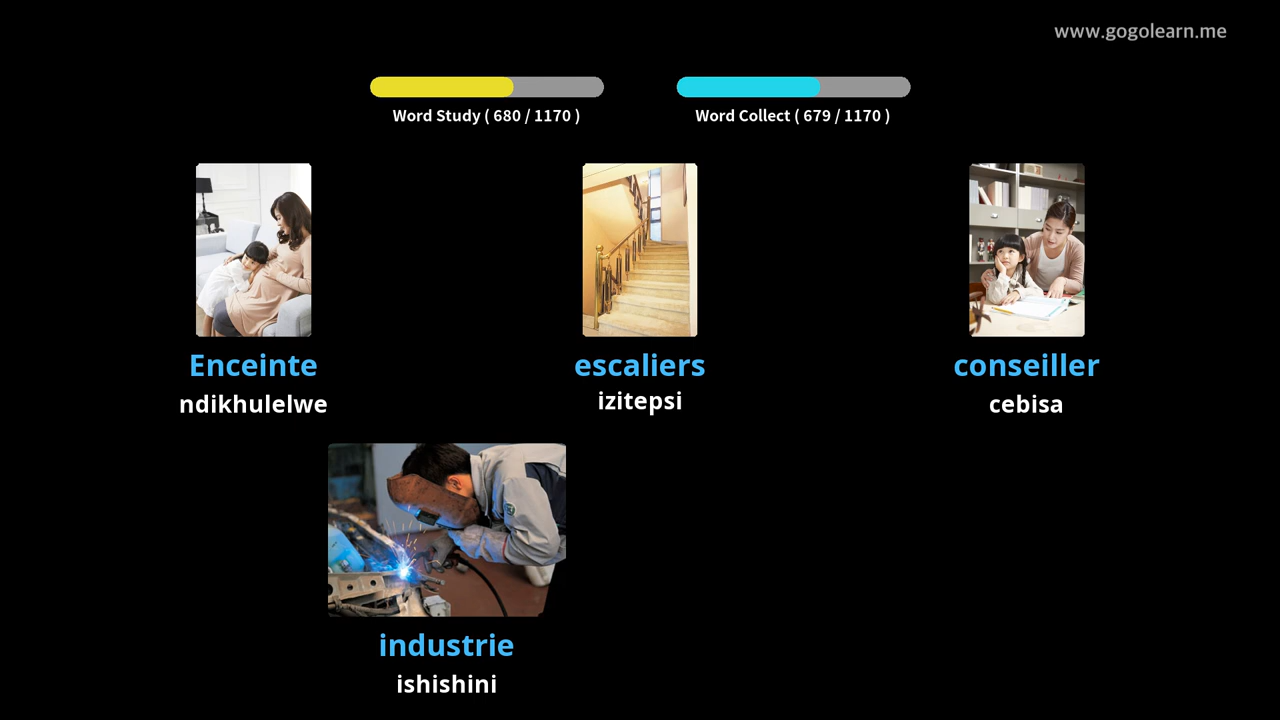 www.gogolearn.me
Word Study ( 680 / 1170 )
Word Collect ( 679 / 1170 )
Enceinte
ndikhulelwe
escaliers
izitepsi
conseiller
cebisa
industrie
ishishini